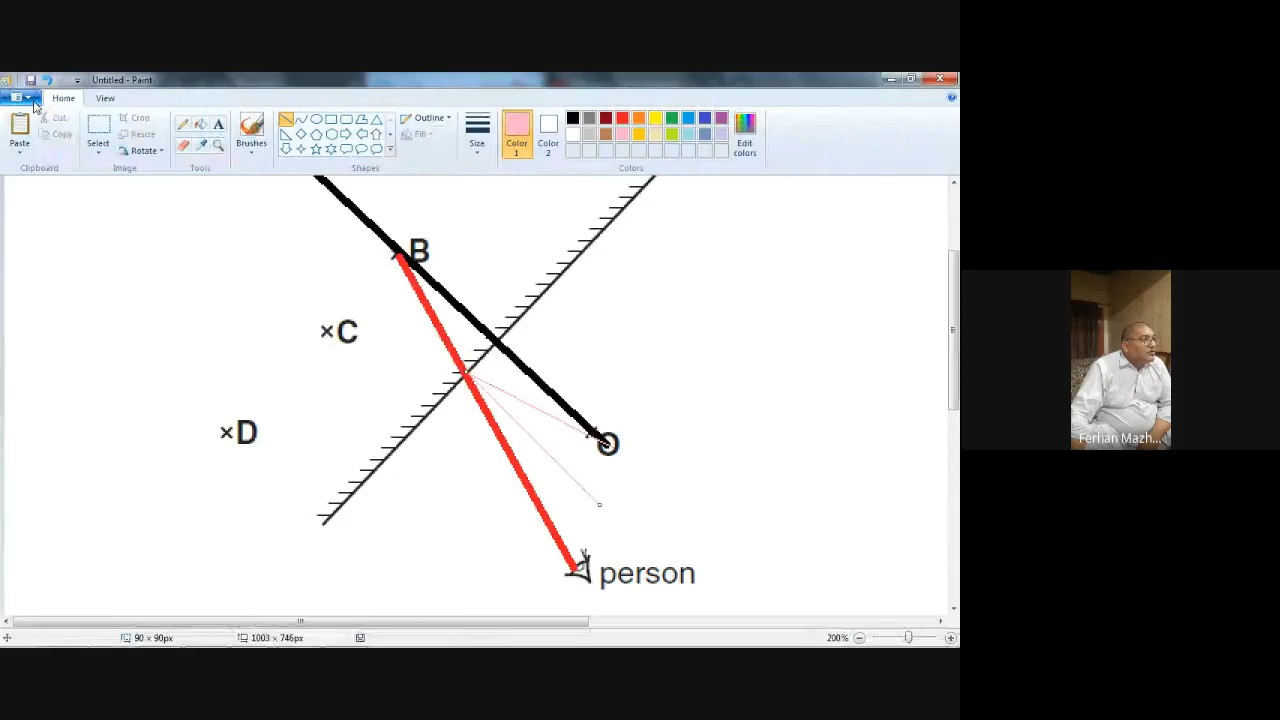 Untitled - Paint
Home View
Paste
Cut
Copy
Clipboard
Select
Crop
Resize
Rotate
Image
A
Tools
Brushes
Shapes
Outline
Fill
Size
Color 1
Color 2
Edit colors
Colors
B
×C
×D
O
person
Ferhan Mazh...
90 × 90px
1003 × 746px
200%